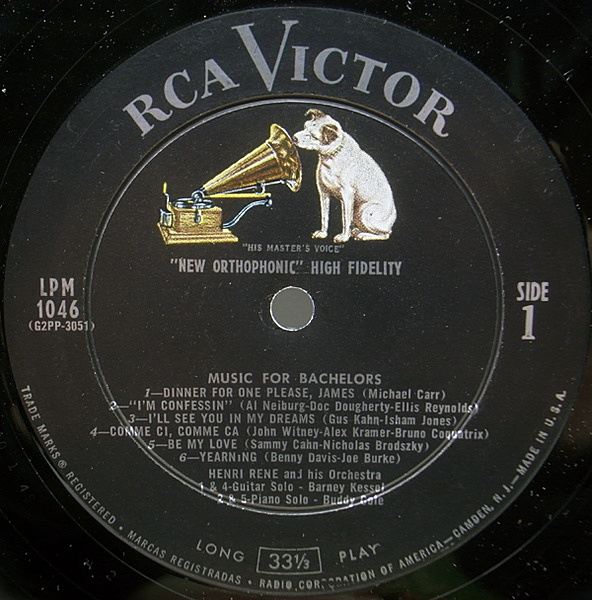 RCA VICTOR
"HIS MASTER'S VOICE"
"NEW ORTHOPHONIC" HIGH FIDELITY
LPM
1046
(G2PP-3051)
SIDE
1
MUSIC FOR BACHELORS
1—DINNER FOR ONE PLEASE, JAMES (Michael Carr)
2—"I'M CONFESSIN" (Al Neiburg-Doc Dougherty-Ellis Reynolds)
3—I'LL SEE YOU IN MY DREAMS (Gus Kahn-Isham Jones)
4—COMME CI, COMME CA (John Witney-Alex Kramer-Bruno Coquatrix)
5—BE MY LOVE (Sammy Cahn-Nicholas Brodszky)
6—YEARNING (Benny Davis-Joe Burke)
HENRI RENE and his Orchestra
1 & 4-Guitar Solo - Barney Kessel
2 & 5-Piano Solo - Buddy Cole
LONG 33⅓ PLAY
TRADE MARKS ® REGISTERED • MARCAS REGISTRADAS • RADIO CORPORATION OF AMERICA—CAMDEN, N.J.—MADE IN U.S.A.